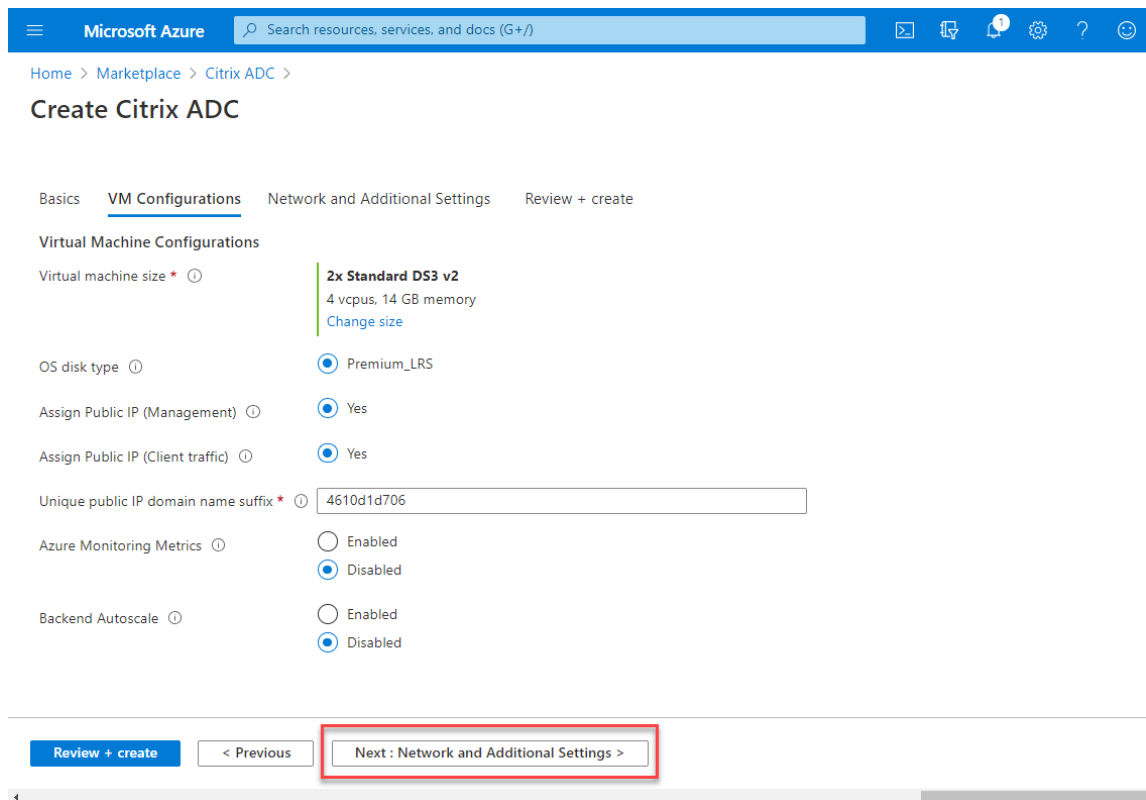 Microsoft Azure
Search resources, services, and docs (G+/)
1
Home > Marketplace > Citrix ADC >
Create Citrix ADC
Basics VM Configurations Network and Additional Settings Review + create
Virtual Machine Configurations
Virtual machine size *
2x Standard DS3 v2
4 vcpus, 14 GB memory
Change size
OS disk type
Premium_LRS
Assign Public IP (Management)
Yes
Assign Public IP (Client traffic)
Yes
Unique public IP domain name suffix *
4610d1d706
Azure Monitoring Metrics
Enabled
Disabled
Backend Autoscale
Enabled
Disabled
Review + create < Previous Next : Network and Additional Settings >